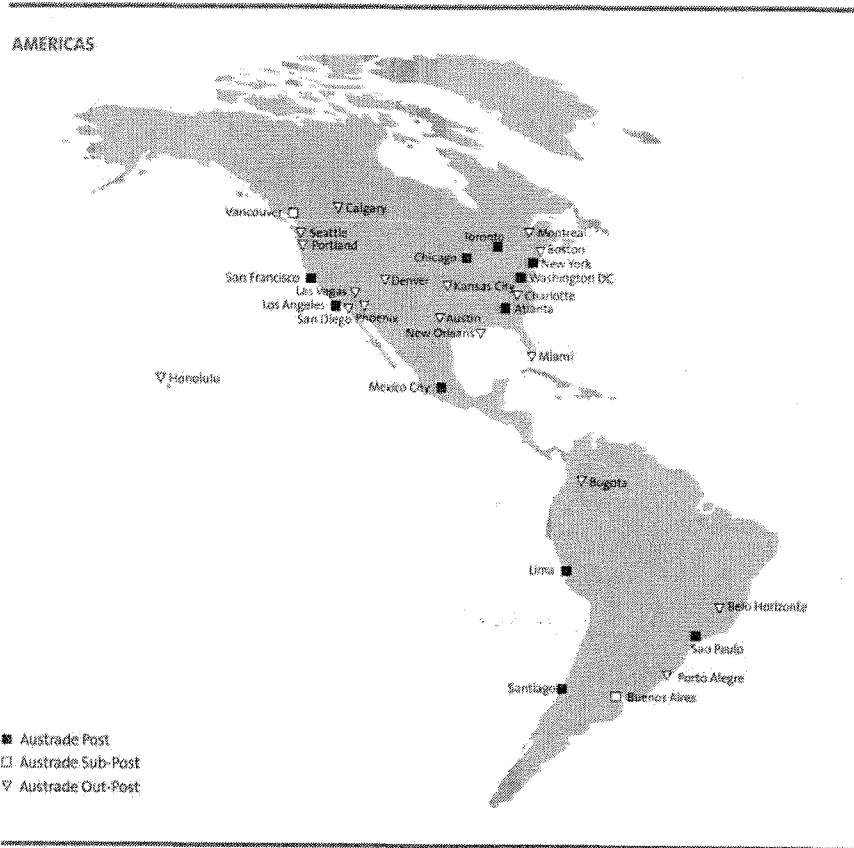 AMERICAS
Vancouver
Calgary
Seattle
Portland
Toronto
Montreal
Boston
Chicago
New York
San Francisco
Denver
Kansas City
Washington DC
Las Vegas
Charlotte
Los Angeles
Atlanta
San Diego
Phoenix
Austin
New Orleans
Miami
Honolulu
Mexico City
Bogota
Lima
Belo Horizonte
Sao Paulo
Porto Alegre
Santiago
Buenos Aires
Austrade Post
Austrade Sub-Post
Austrade Out-Post